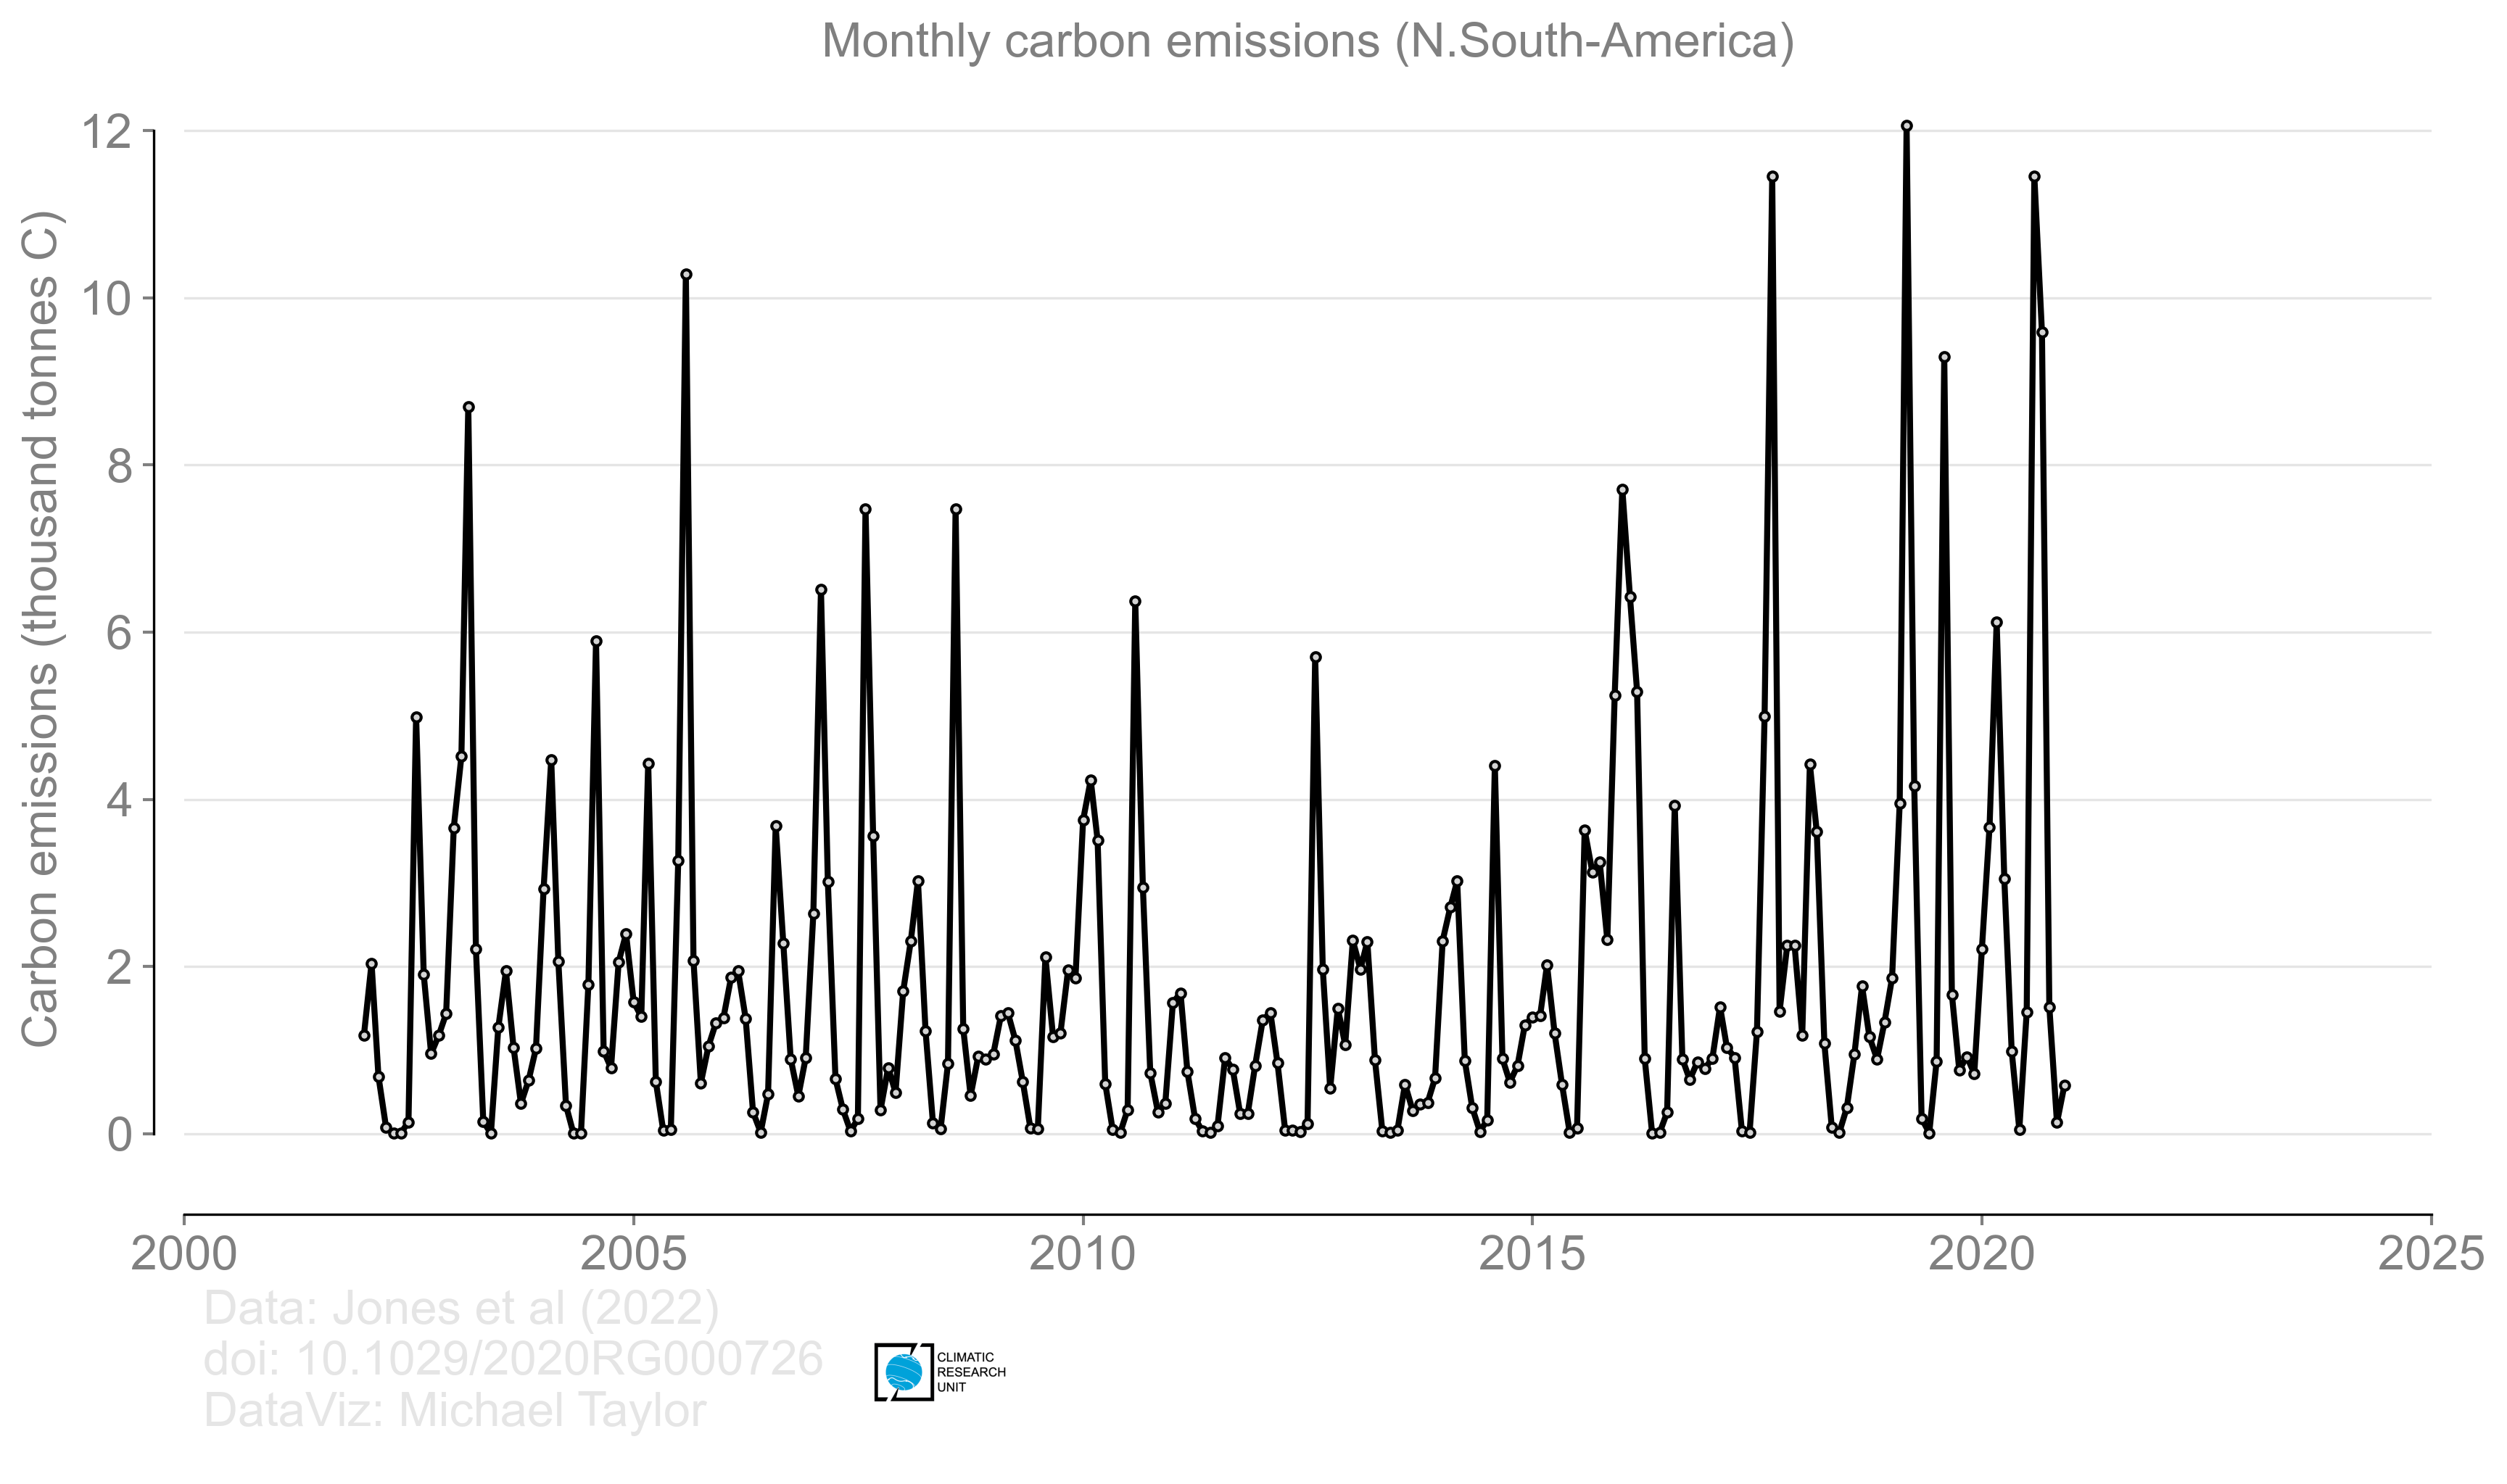 Monthly carbon emissions (N.South-America)
Carbon emissions (thousand tonnes C)
12
10
8
6
4
2
0
2000
2005
2010
2015
2020
2025
Data: Jones et al (2022)
doi: 10.1029/2020RG000726
DataViz: Michael Taylor
CLIMATIC
RESEARCH
UNIT